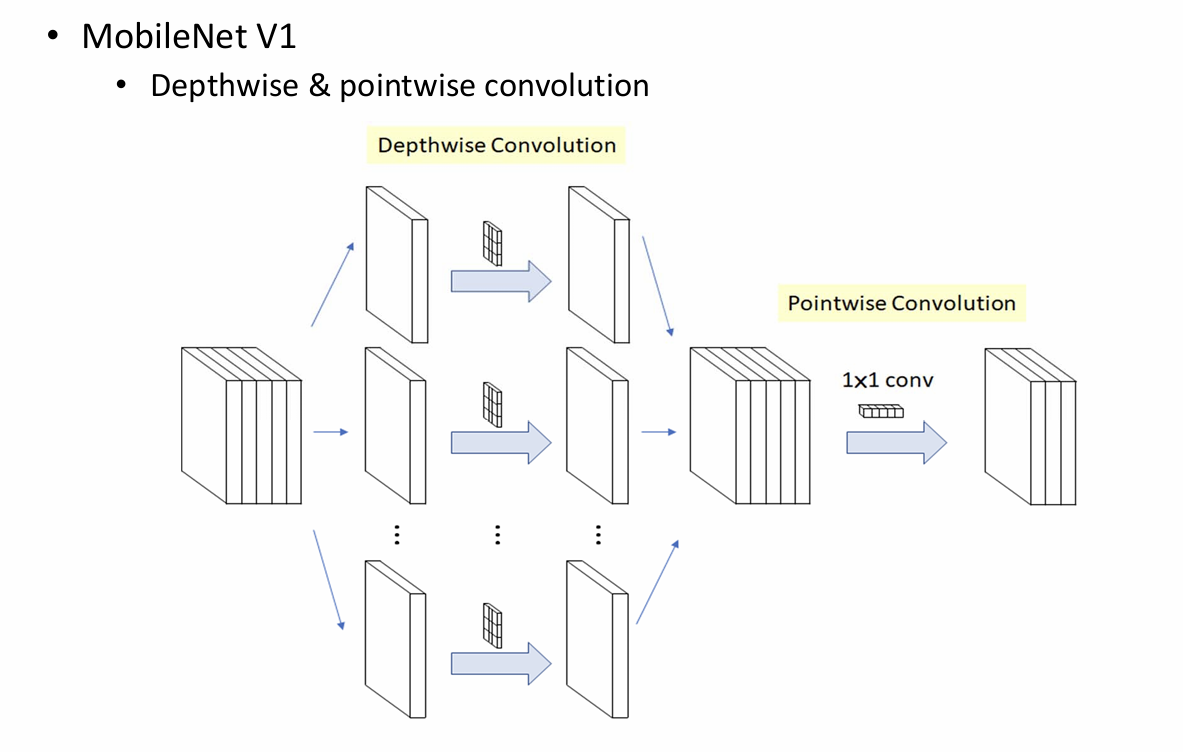 • MobileNet V1
• Depthwise & pointwise convolution
Depthwise Convolution
Pointwise Convolution
1x1 conv